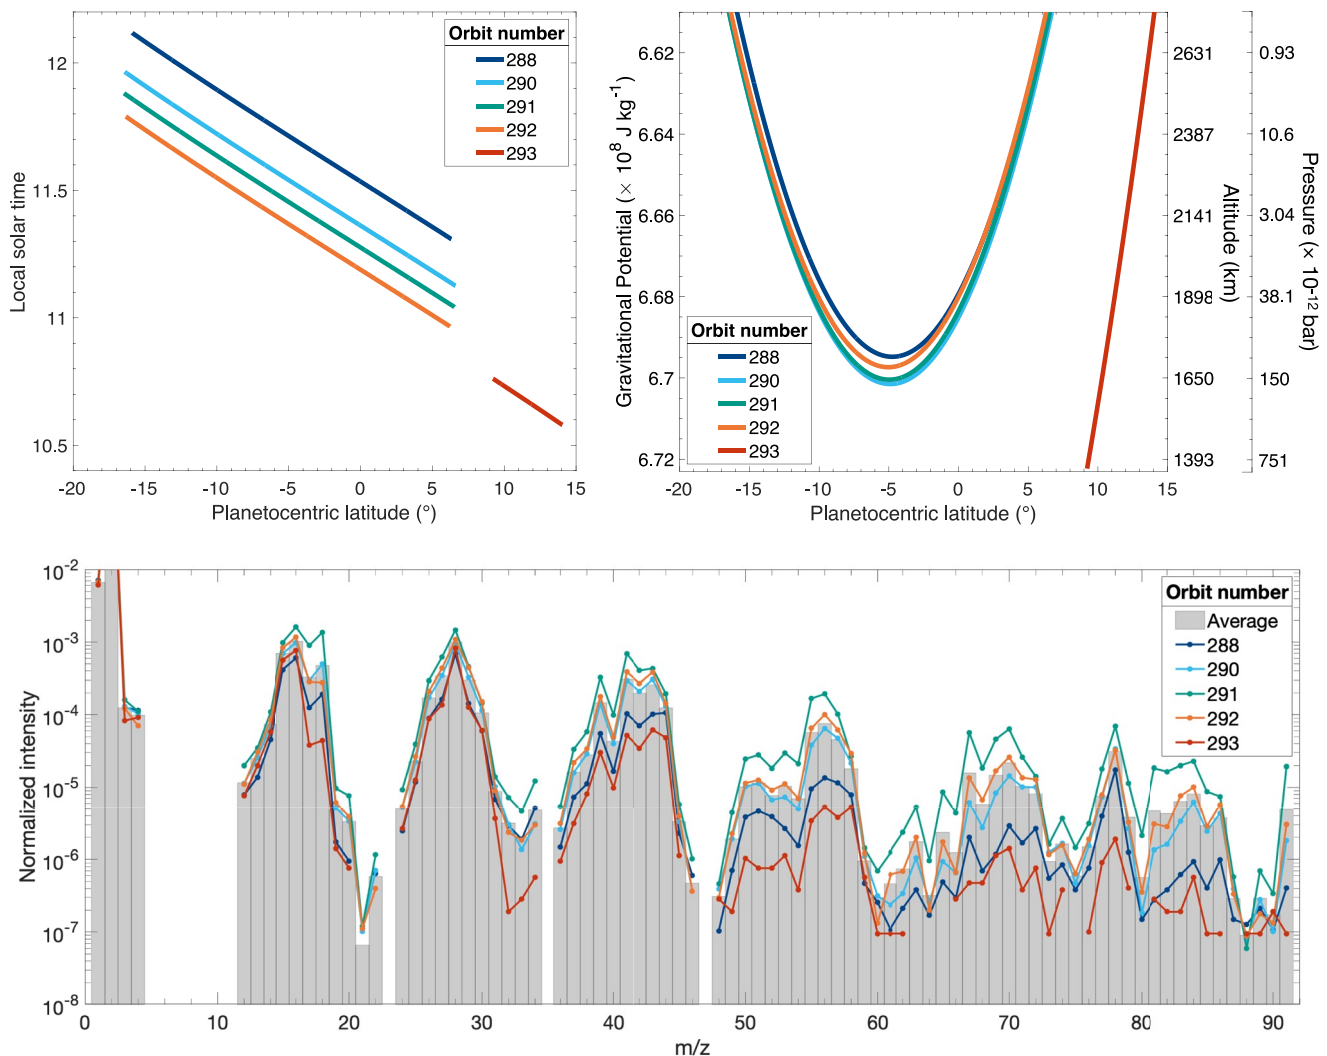 Orbit number
288
290
291
292
293
12
11.5
11
10.5
-20 -15 -10 -5 0 5 10 15
Planetocentric latitude (°)
Local solar time
6.62
6.64
6.66
6.68
6.7
6.72
Gravitational Potential (× 10⁸ J kg⁻¹)
Orbit number
288
290
291
292
293
-20 -15 -10 -5 0 5 10 15
Planetocentric latitude (°)
2631
2387
2141
1898
1650
1393
Altitude (km)
0.93
10.6
3.04
38.1
150
751
Pressure (× 10⁻¹² bar)
10⁻²
10⁻³
10⁻⁴
10⁻⁵
10⁻⁶
10⁻⁷
10⁻⁸
Normalized intensity
Orbit number
Average
288
290
291
292
293
0 10 20 30 40 50 60 70 80 90
m/z